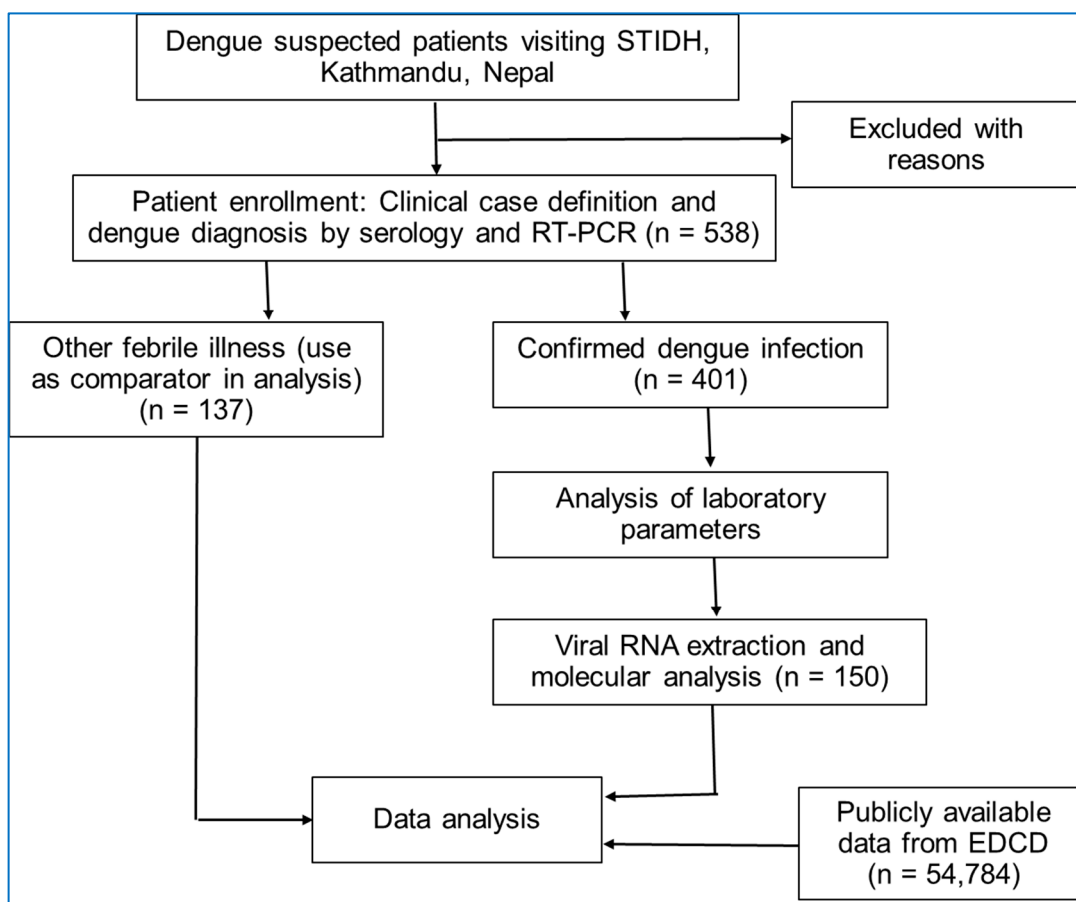 Dengue suspected patients visiting STIDH,
Kathmandu, Nepal
Excluded with
reasons
Patient enrollment: Clinical case definition and
dengue diagnosis by serology and RT-PCR (n = 538)
Other febrile illness (use
as comparator in analysis)
(n = 137)
Confirmed dengue infection
(n = 401)
Analysis of laboratory
parameters
Viral RNA extraction and
molecular analysis (n = 150)
Data analysis
Publicly available
data from EDCD
(n = 54,784)